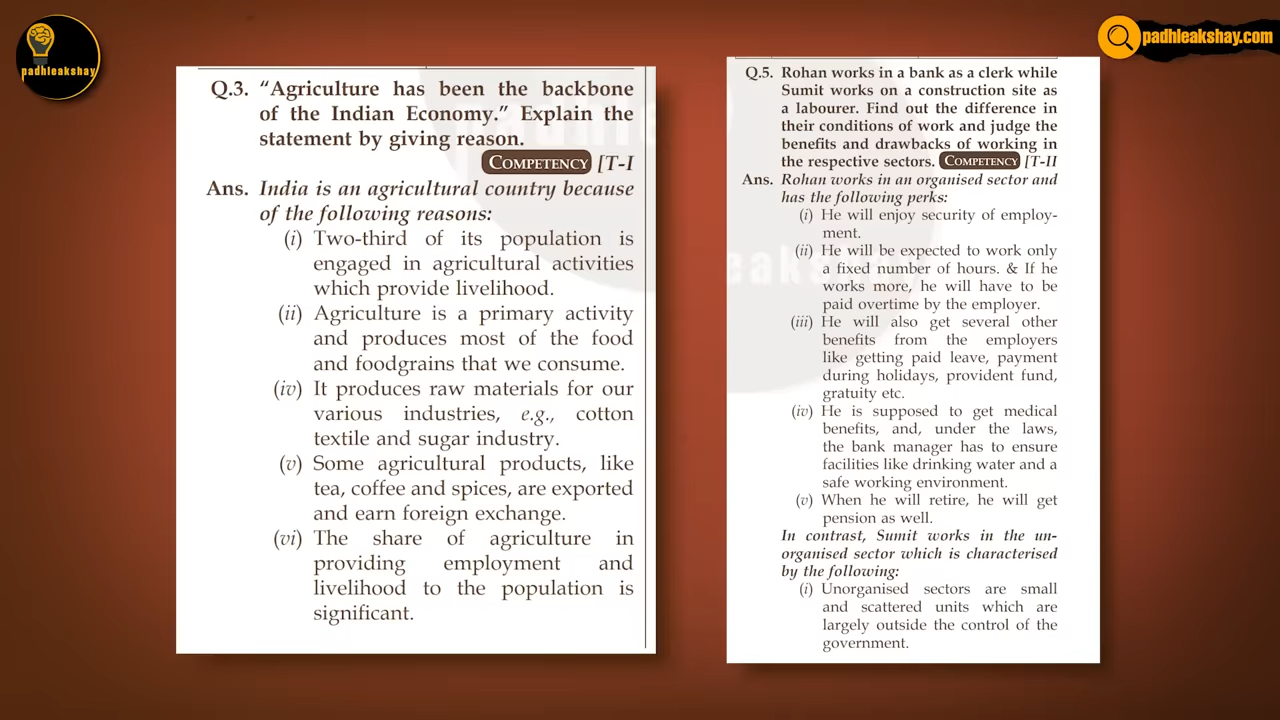 padhleakshay
padhleakshay.com
Q.3. “Agriculture has been the backbone
of the Indian Economy.” Explain the
statement by giving reason.
COMPETENCY [T-I
Ans. India is an agricultural country because
of the following reasons:
(i) Two-third of its population is
engaged in agricultural activities
which provide livelihood.
(ii) Agriculture is a primary activity
and produces most of the food
and foodgrains that we consume.
(iv) It produces raw materials for our
various industries, e.g., cotton
textile and sugar industry.
(v) Some agricultural products, like
tea, coffee and spices, are exported
and earn foreign exchange.
(vi) The share of agriculture in
providing employment and
livelihood to the population is
significant.
Q.5. Rohan works in a bank as a clerk while
Sumit works on a construction site as
a labourer. Find out the difference in
their conditions of work and judge the
benefits and drawbacks of working in
the respective sectors. COMPETENCY [T-II
Ans. Rohan works in an organised sector and
has the following perks:
(i) He will enjoy security of employ-
ment.
(ii) He will be expected to work only
a fixed number of hours. & If he
works more, he will have to be
paid overtime by the employer.
(iii) He will also get several other
benefits from the employers
like getting paid leave, payment
during holidays, provident fund,
gratuity etc.
(iv) He is supposed to get medical
benefits, and, under the laws,
the bank manager has to ensure
facilities like drinking water and a
safe working environment.
(v) When he will retire, he will get
pension as well.
In contrast, Sumit works in the un-
organised sector which is characterised
by the following:
(i) Unorganised sectors are small
and scattered units which are
largely outside the control of the
government.